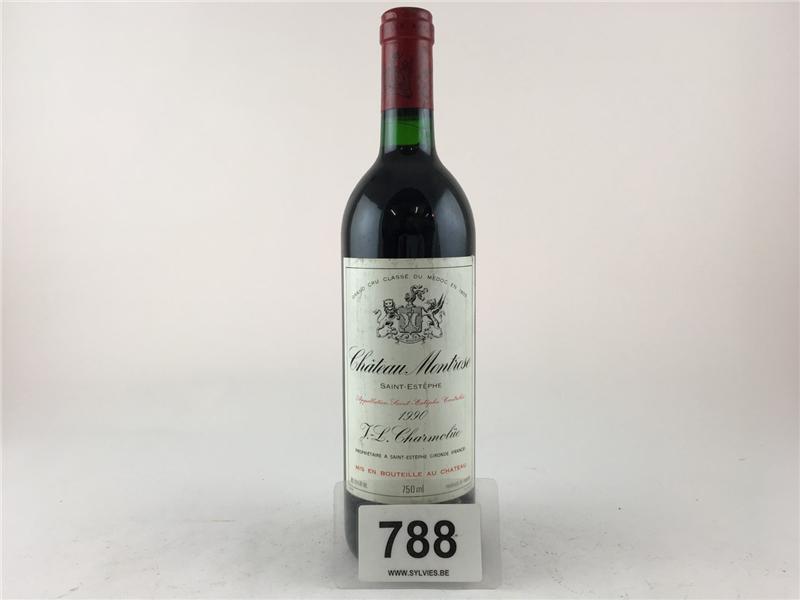 GRAND CRU CLASSÉ DU MÉDOC EN 1855
Château Montrose
SAINT-ESTÈPHE
Appellation Saint-Estèphe Contrôlée
1990
J.-L. Charmolüe
PROPRIÉTAIRE A SAINT-ESTÈPHE GIRONDE (FRANCE)
MIS EN BOUTEILLE AU CHATEAU
750 ml
788
WWW.SYLVIES.BE